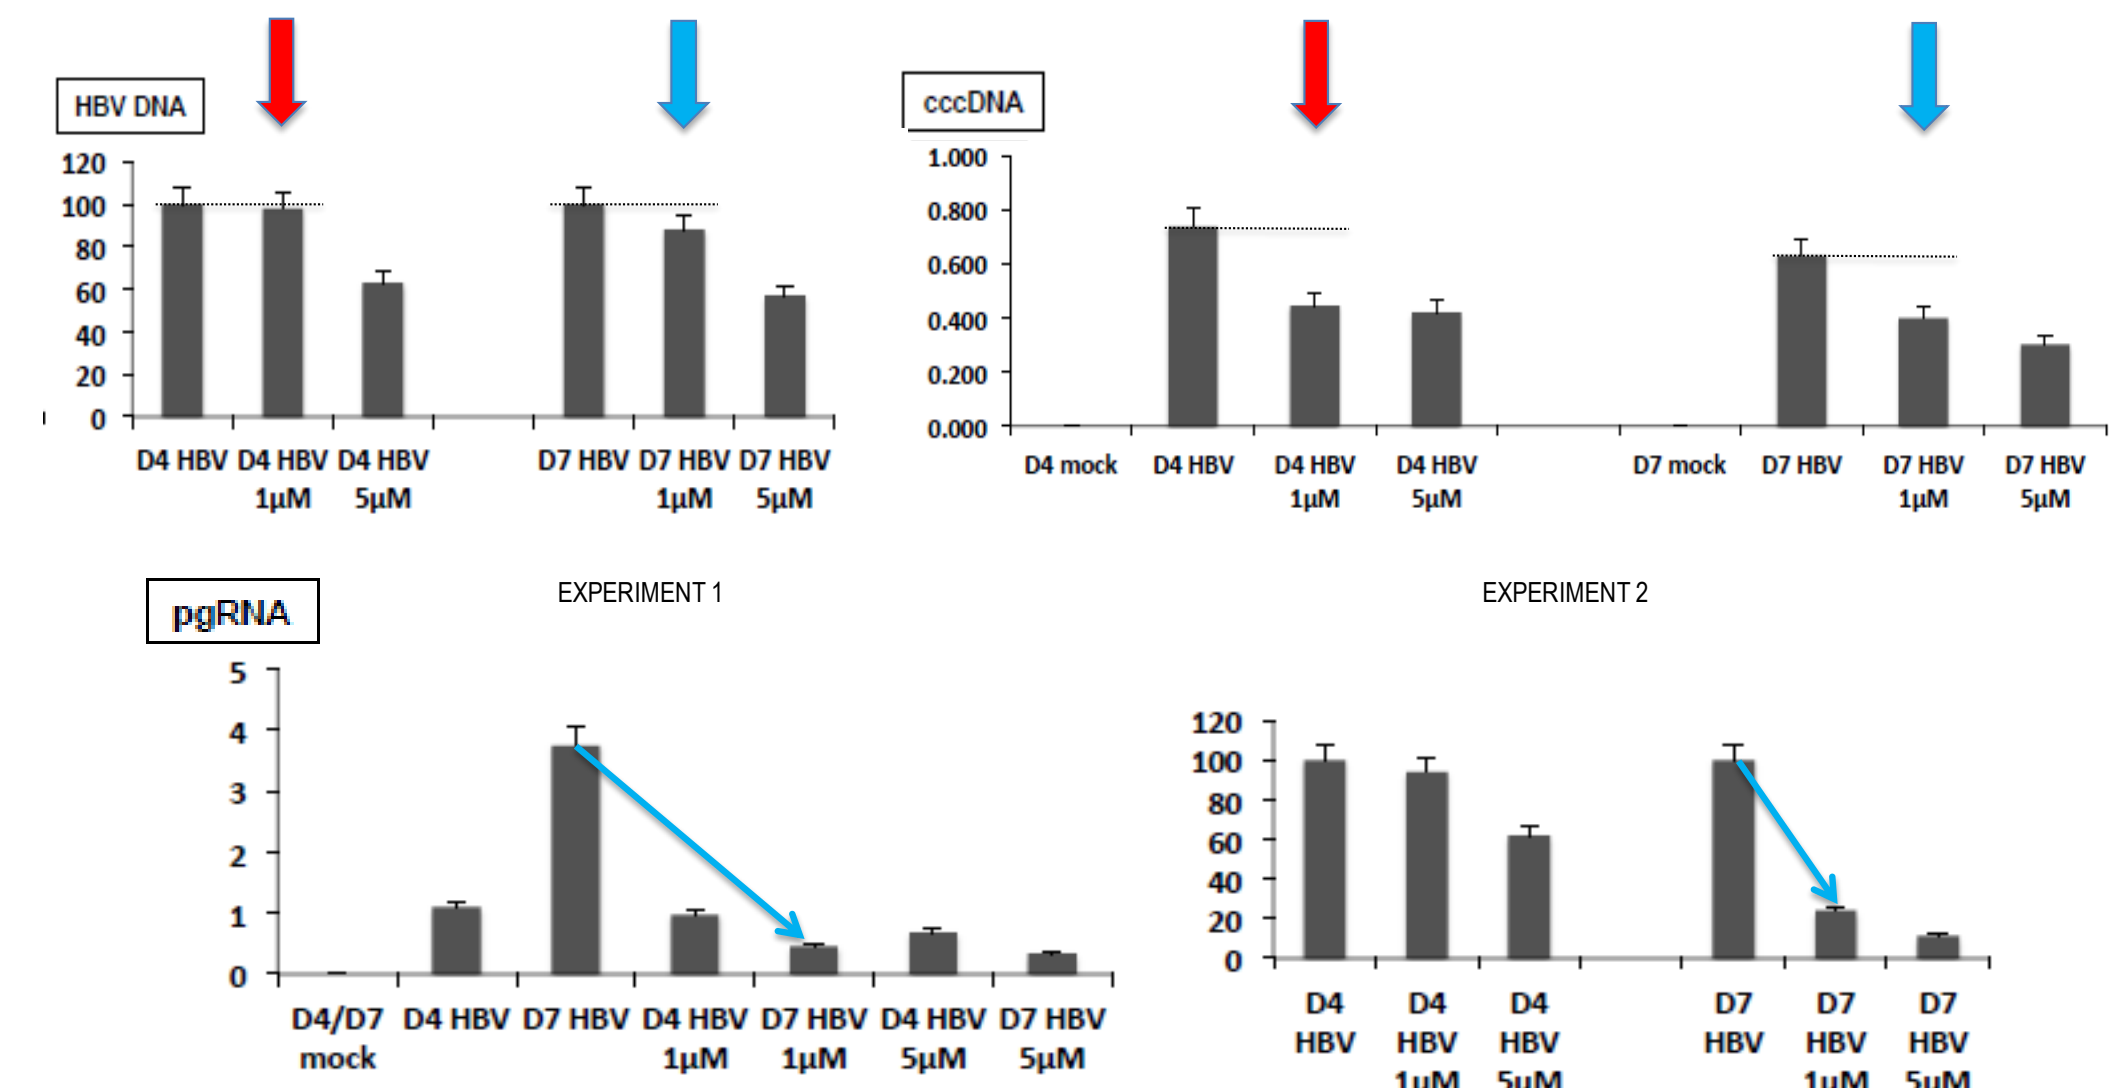 HBV DNA
120
100
80
60
40
20
0
D4 HBV D4 HBV D4 HBV D7 HBV D7 HBV D7 HBV
1µM 5µM 1µM 5µM
cccDNA
1.000
0.800
0.600
0.400
0.200
0.000
D4 mock D4 HBV D4 HBV D4 HBV D7 mock D7 HBV D7 HBV D7 HBV
1µM 5µM 1µM 5µM
pgRNA
EXPERIMENT 1
5
4
3
2
1
0
D4/D7 D4 HBV D7 HBV D4 HBV D7 HBV D4 HBV D7 HBV
mock 1µM 1µM 5µM 5µM
EXPERIMENT 2
120
100
80
60
40
20
0
D4 D4 D4 D7 D7 D7
HBV HBV HBV HBV HBV HBV
1µM 5µM 1µM 5µM